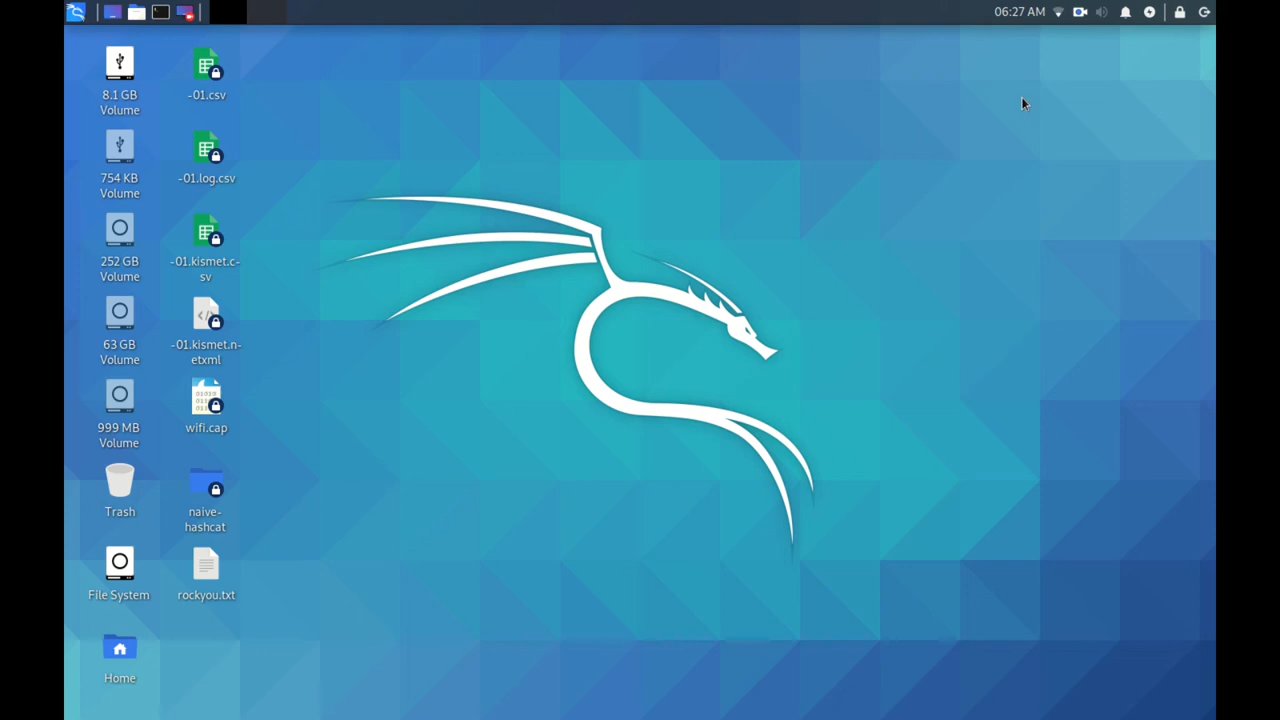 06:27 AM
8.1 GB
Volume
-01.csv
754 KB
Volume
-01.log.csv
252 GB
Volume
-01.kismet.c-
sv
63 GB
Volume
-01.kismet.n-
etxml
999 MB
Volume
wifi.cap
Trash
naive-
hashcat
File System
rockyou.txt
Home